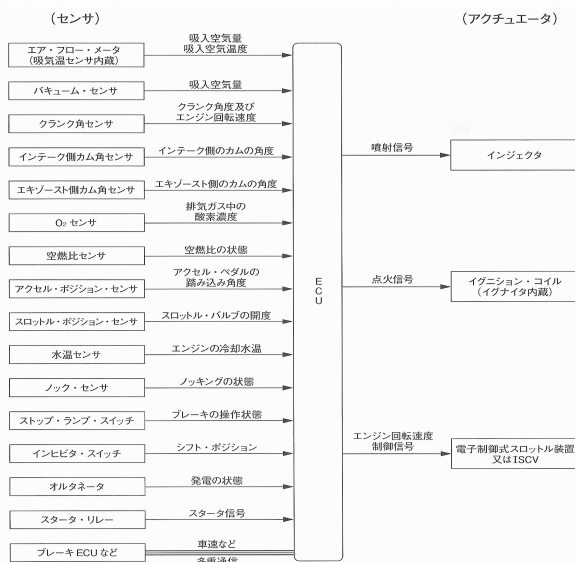 （センサ）
（アクチュエータ）
エア・フロー・メータ
（吸気温センサ内蔵）
吸入空気量
吸入空気温度
バキューム・センサ
吸入空気量
クランク角センサ
クランク角度及び
エンジン回転速度
インテーク側カム角センサ
インテーク側のカムの角度
エキゾースト側カム角センサ
エキゾースト側のカムの角度
O₂ センサ
排気ガス中の
酸素濃度
空燃比センサ
空燃比の状態
アクセル・ポジション・センサ
アクセル・ペダルの
踏み込み角度
スロットル・ポジション・センサ
スロットル・バルブの開度
水温センサ
エンジンの冷却水温
ノック・センサ
ノッキングの状態
ストップ・ランプ・スイッチ
ブレーキの操作状態
インヒビタ・スイッチ
シフト・ポジション
オルタネータ
発電の状態
スタータ・リレー
スタータ信号
ブレーキ ECU など
車速など
多重通信
ECU
噴射信号
インジェクタ
点火信号
イグニション・コイル
（イグナイタ内蔵）
エンジン回転速度
制御信号
電子制御式スロットル装置
又はISCV